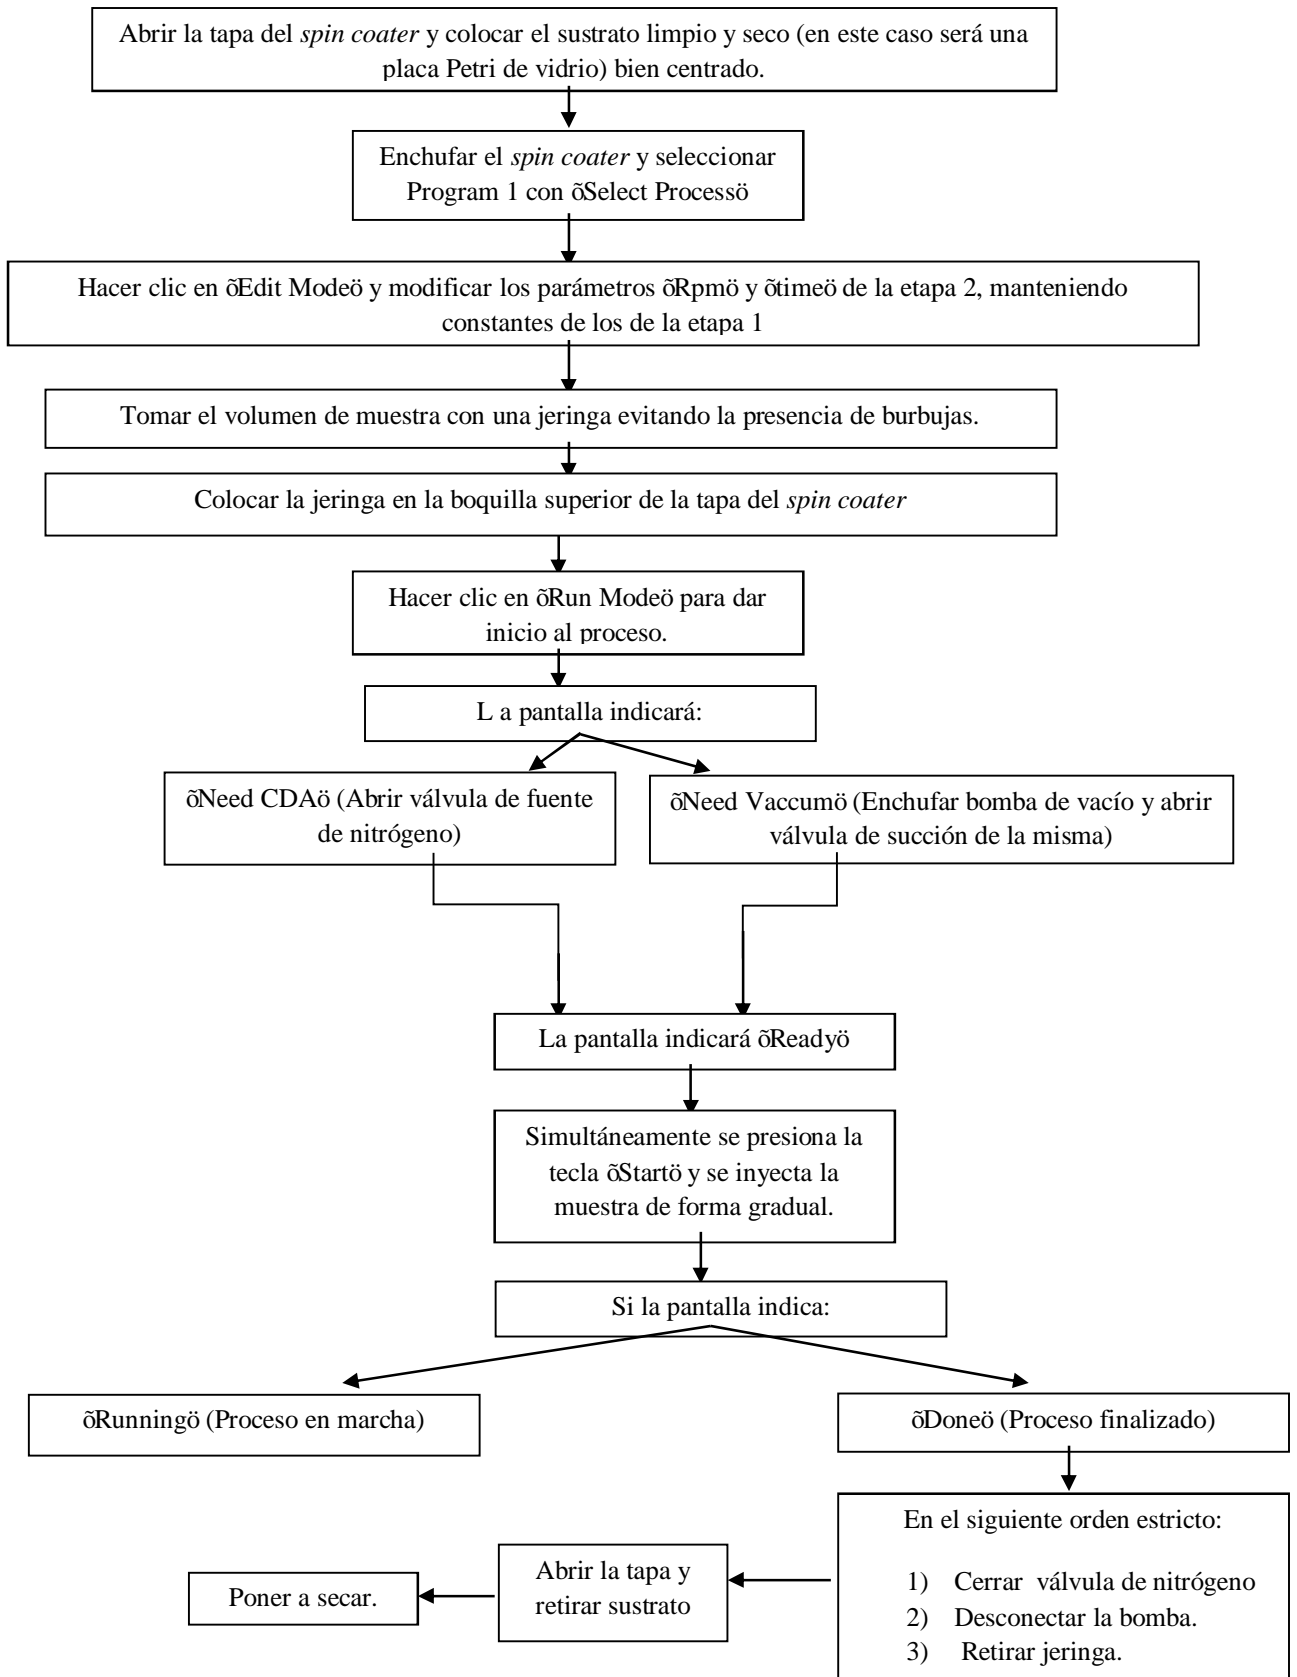 Abrir la tapa del spin coater y colocar el sustrato limpio y seco (en este caso será una
placa Petri de vidrio) bien centrado.
Enchufar el spin coater y seleccionar
Program 1 con õSelect Processö
Hacer clic en õEdit Modeö y modificar los parámetros õRpmö y õtimeö de la etapa 2, manteniendo
constantes de los de la etapa 1
Tomar el volumen de muestra con una jeringa evitando la presencia de burbujas.
Colocar la jeringa en la boquilla superior de la tapa del spin coater
Hacer clic en õRun Modeö para dar
inicio al proceso.
L a pantalla indicará:
õNeed CDAö (Abrir válvula de fuente
de nitrógeno)
õNeed Vaccumö (Enchufar bomba de vacío y abrir
válvula de succión de la misma)
La pantalla indicará õReadyö
Simultáneamente se presiona la
tecla õStartö y se inyecta la
muestra de forma gradual.
Si la pantalla indica:
õRunningö (Proceso en marcha)
õDoneö (Proceso finalizado)
En el siguiente orden estricto:
1) Cerrar válvula de nitrógeno
2) Desconectar la bomba.
3) Retirar jeringa.
Abrir la tapa y
retirar sustrato
Poner a secar.